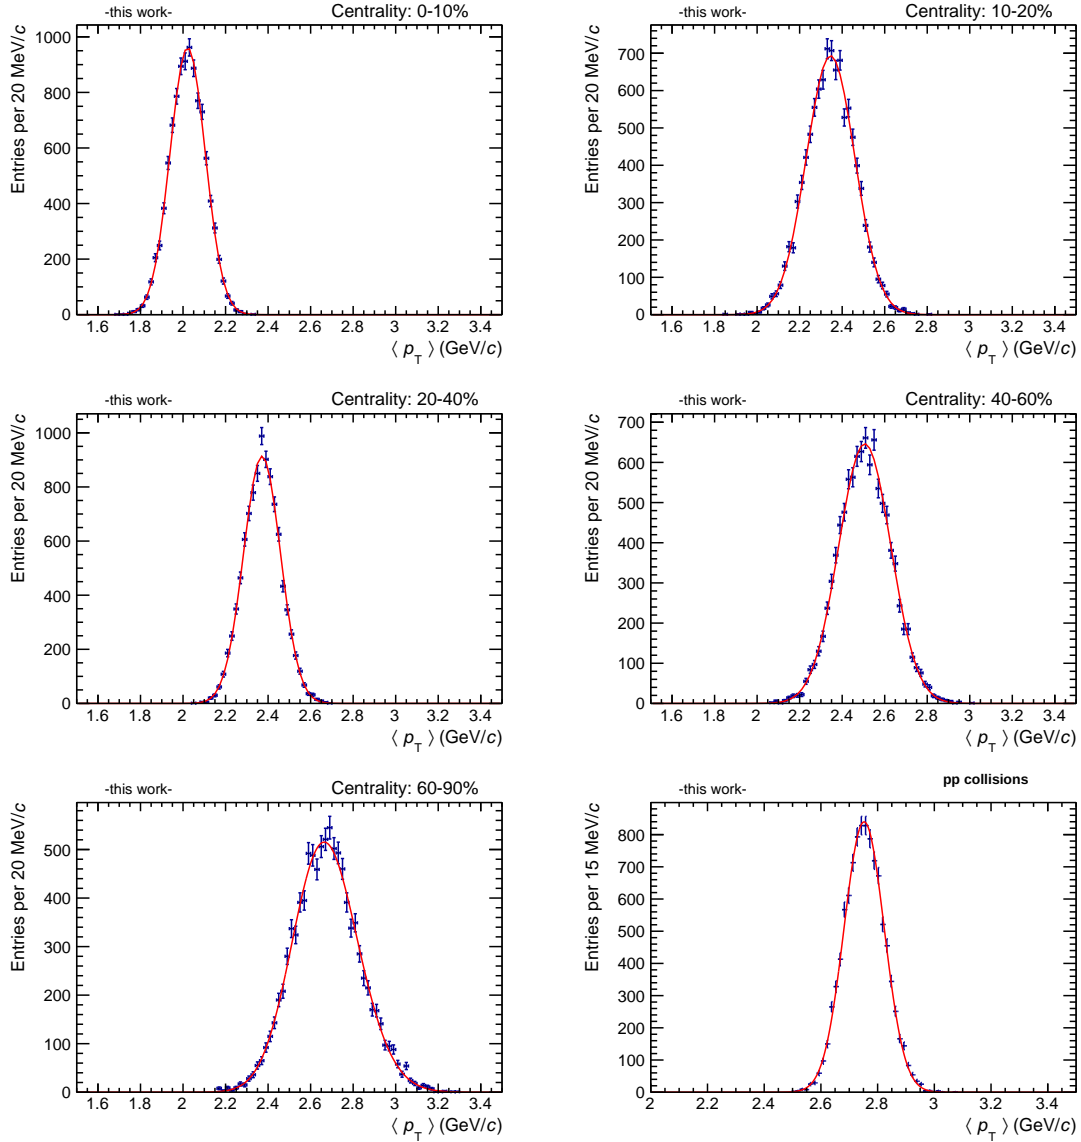 -this work- Centrality: 0-10%
Entries per 20 MeV/c
1000
800
600
400
200
0
1.6 1.8 2 2.2 2.4 2.6 2.8 3 3.2 3.4
⟨ p_T ⟩ (GeV/c)
-this work- Centrality: 10-20%
Entries per 20 MeV/c
700
600
500
400
300
200
100
0
1.6 1.8 2 2.2 2.4 2.6 2.8 3 3.2 3.4
⟨ p_T ⟩ (GeV/c)
-this work- Centrality: 20-40%
Entries per 20 MeV/c
1000
800
600
400
200
0
1.6 1.8 2 2.2 2.4 2.6 2.8 3 3.2 3.4
⟨ p_T ⟩ (GeV/c)
-this work- Centrality: 40-60%
Entries per 20 MeV/c
700
600
500
400
300
200
100
0
1.6 1.8 2 2.2 2.4 2.6 2.8 3 3.2 3.4
⟨ p_T ⟩ (GeV/c)
-this work- Centrality: 60-90%
Entries per 20 MeV/c
500
400
300
200
100
0
1.6 1.8 2 2.2 2.4 2.6 2.8 3 3.2 3.4
⟨ p_T ⟩ (GeV/c)
-this work- pp collisions
Entries per 15 MeV/c
800
700
600
500
400
300
200
100
0
2 2.2 2.4 2.6 2.8 3 3.2 3.4
⟨ p_T ⟩ (GeV/c)